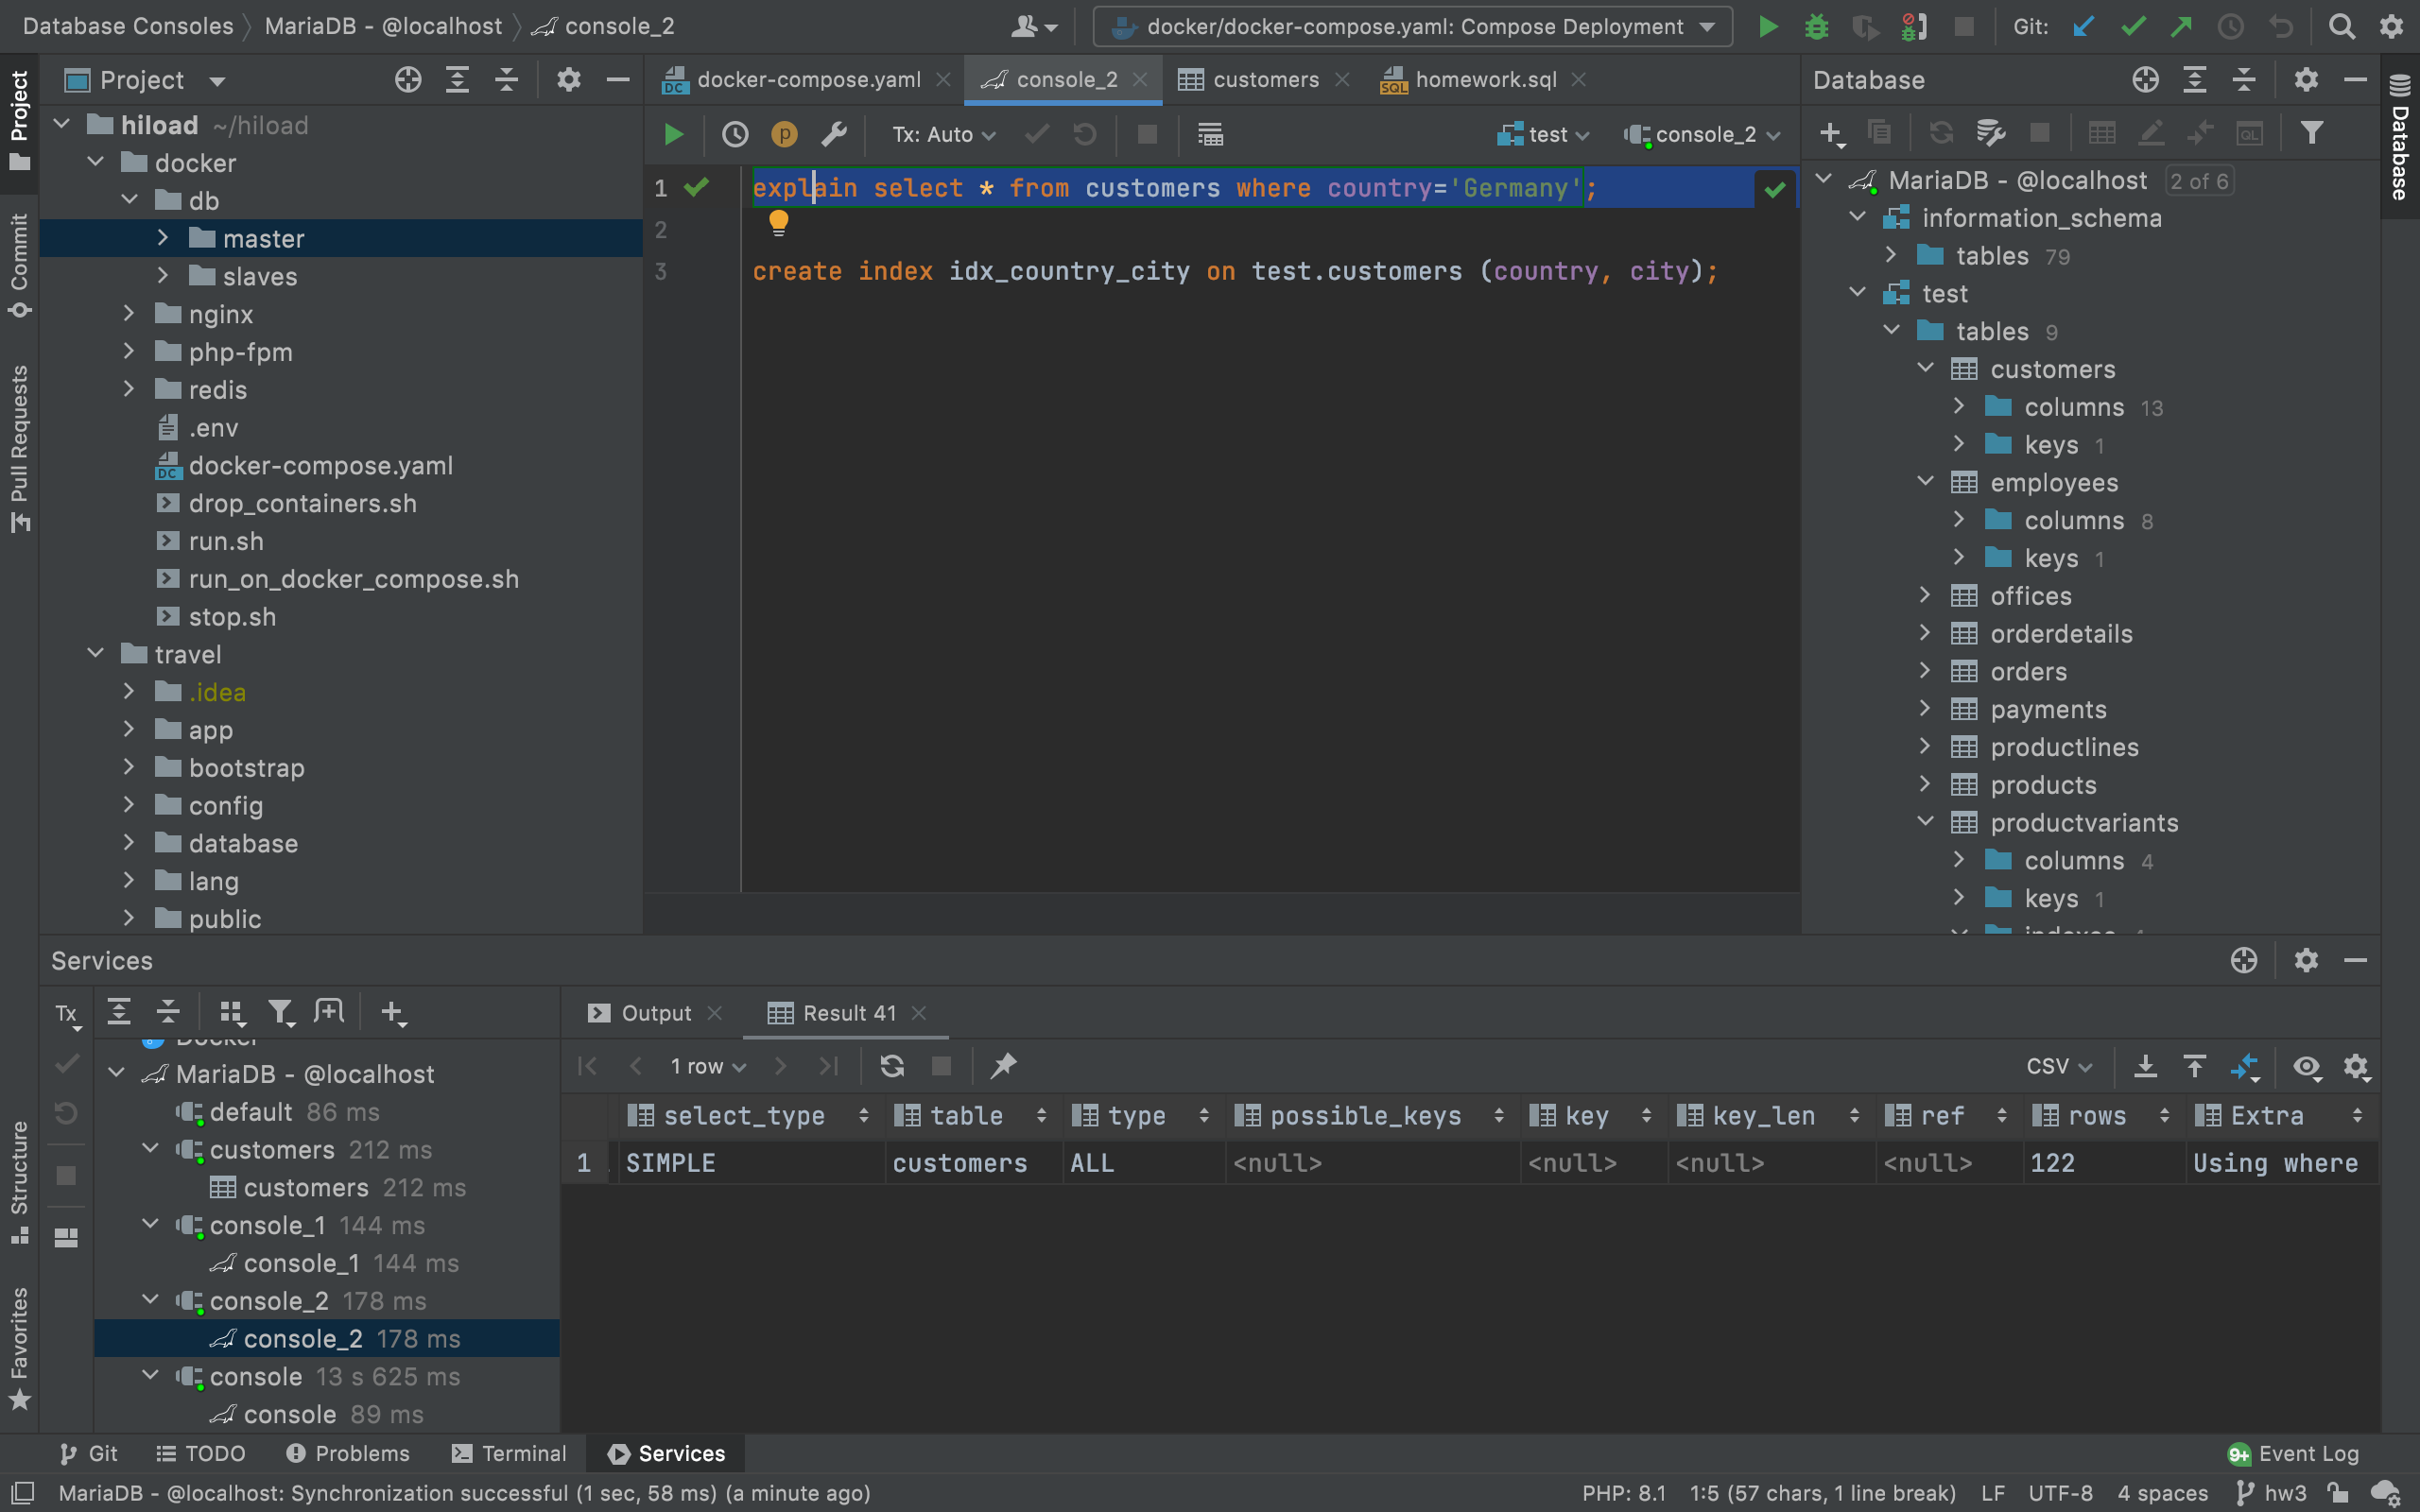 Database Consoles MariaDB - @localhost console_2
docker/docker-compose.yaml: Compose Deployment
Git:
Project
Commit
Pull Requests
Structure
Favorites
Project
hiload ~/hiload
docker
db
master
slaves
nginx
php-fpm
redis
.env
docker-compose.yaml
drop_containers.sh
run.sh
run_on_docker_compose.sh
stop.sh
travel
.idea
app
bootstrap
config
database
lang
public
docker-compose.yaml
console_2
customers
homework.sql
Tx: Auto
test
console_2
1 explain select * from customers where country='Germany';
2
3 create index idx_country_city on test.customers (country, city);
Database
Database
MariaDB - @localhost 2 of 6
information_schema
tables 79
test
tables 9
customers
columns 13
keys 1
employees
columns 8
keys 1
offices
orderdetails
orders
payments
productlines
products
productvariants
columns 4
keys 1
indexes
Services
Tx
Docker
MariaDB - @localhost
default 86 ms
customers 212 ms
customers 212 ms
console_1 144 ms
console_1 144 ms
console_2 178 ms
console_2 178 ms
console 13 s 625 ms
console 89 ms
Output
Result 41
1 row
CSV
select_type table type possible_keys key key_len ref rows Extra
1 SIMPLE customers ALL <null> <null> <null> <null> 122 Using where
Git TODO Problems Terminal Services
9+ Event Log
MariaDB - @localhost: Synchronization successful (1 sec, 58 ms) (a minute ago)
PHP: 8.1 1:5 (57 chars, 1 line break) LF UTF-8 4 spaces hw3